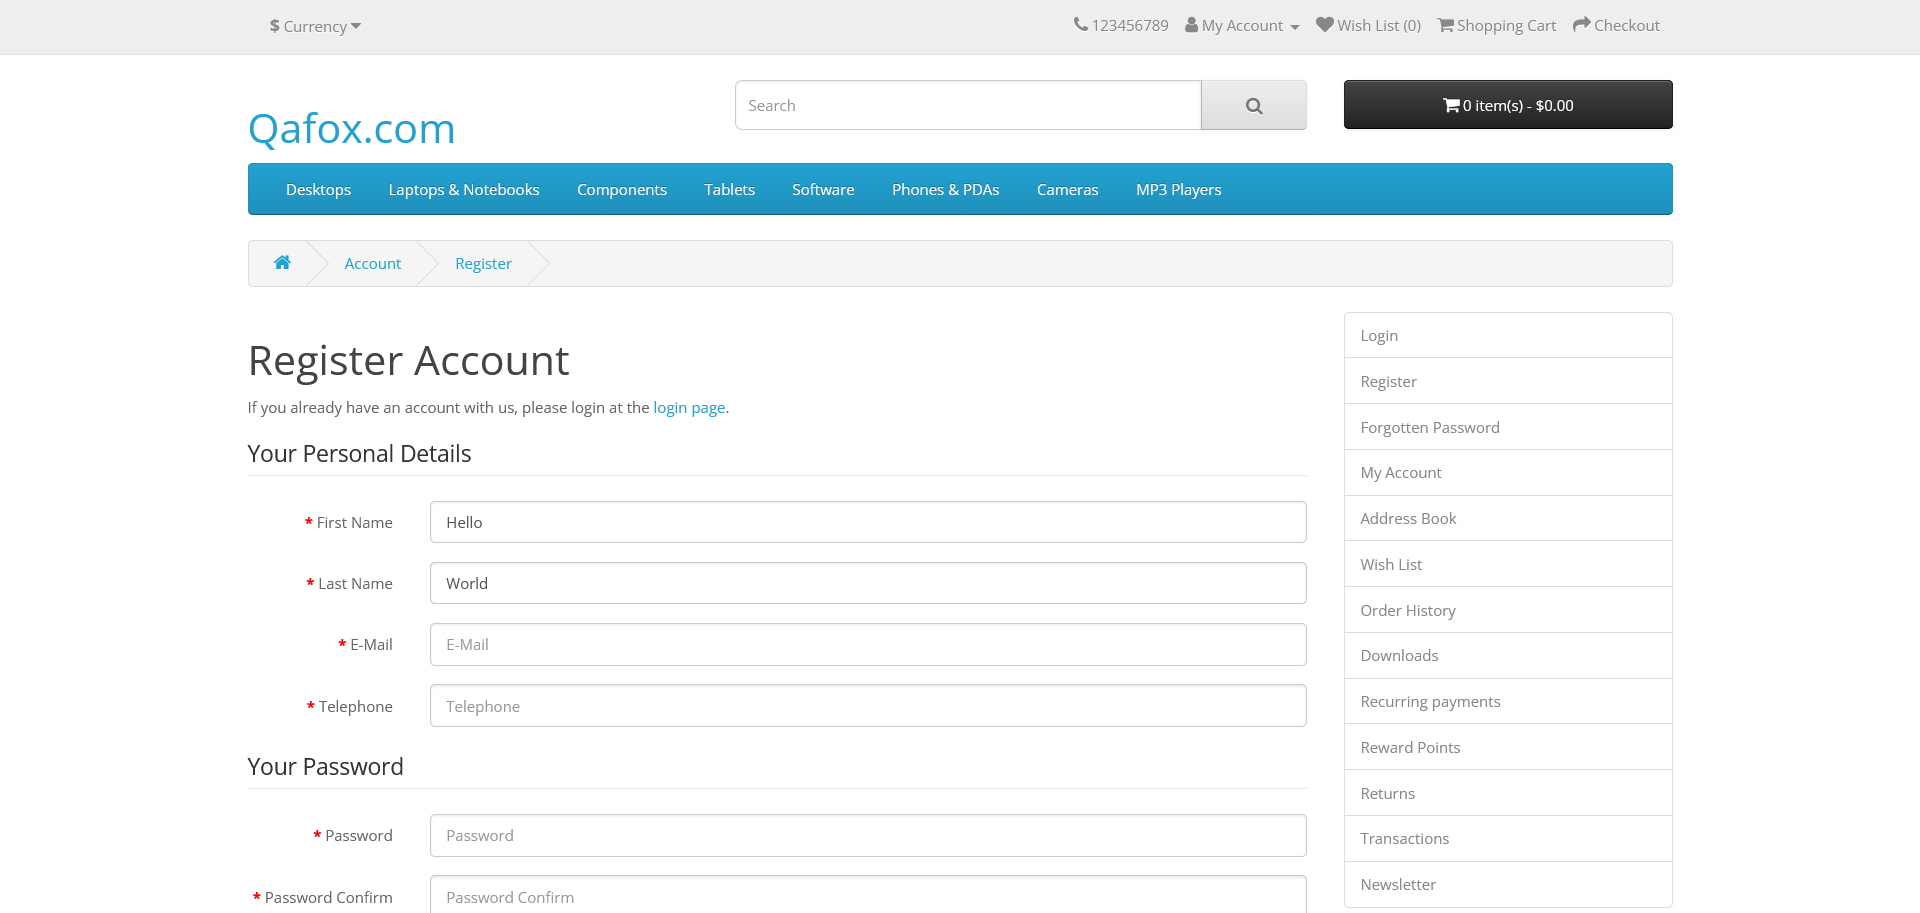 $ Currency
123456789 My Account Wish List (0) Shopping Cart Checkout
Qafox.com
Search
0 item(s) - $0.00
Desktops Laptops & Notebooks Components Tablets Software Phones & PDAs Cameras MP3 Players
Account Register
Register Account
If you already have an account with us, please login at the login page.
Your Personal Details
* First Name Hello
* Last Name World
* E-Mail E-Mail
* Telephone Telephone
Your Password
* Password Password
* Password Confirm Password Confirm
Login
Register
Forgotten Password
My Account
Address Book
Wish List
Order History
Downloads
Recurring payments
Reward Points
Returns
Transactions
Newsletter